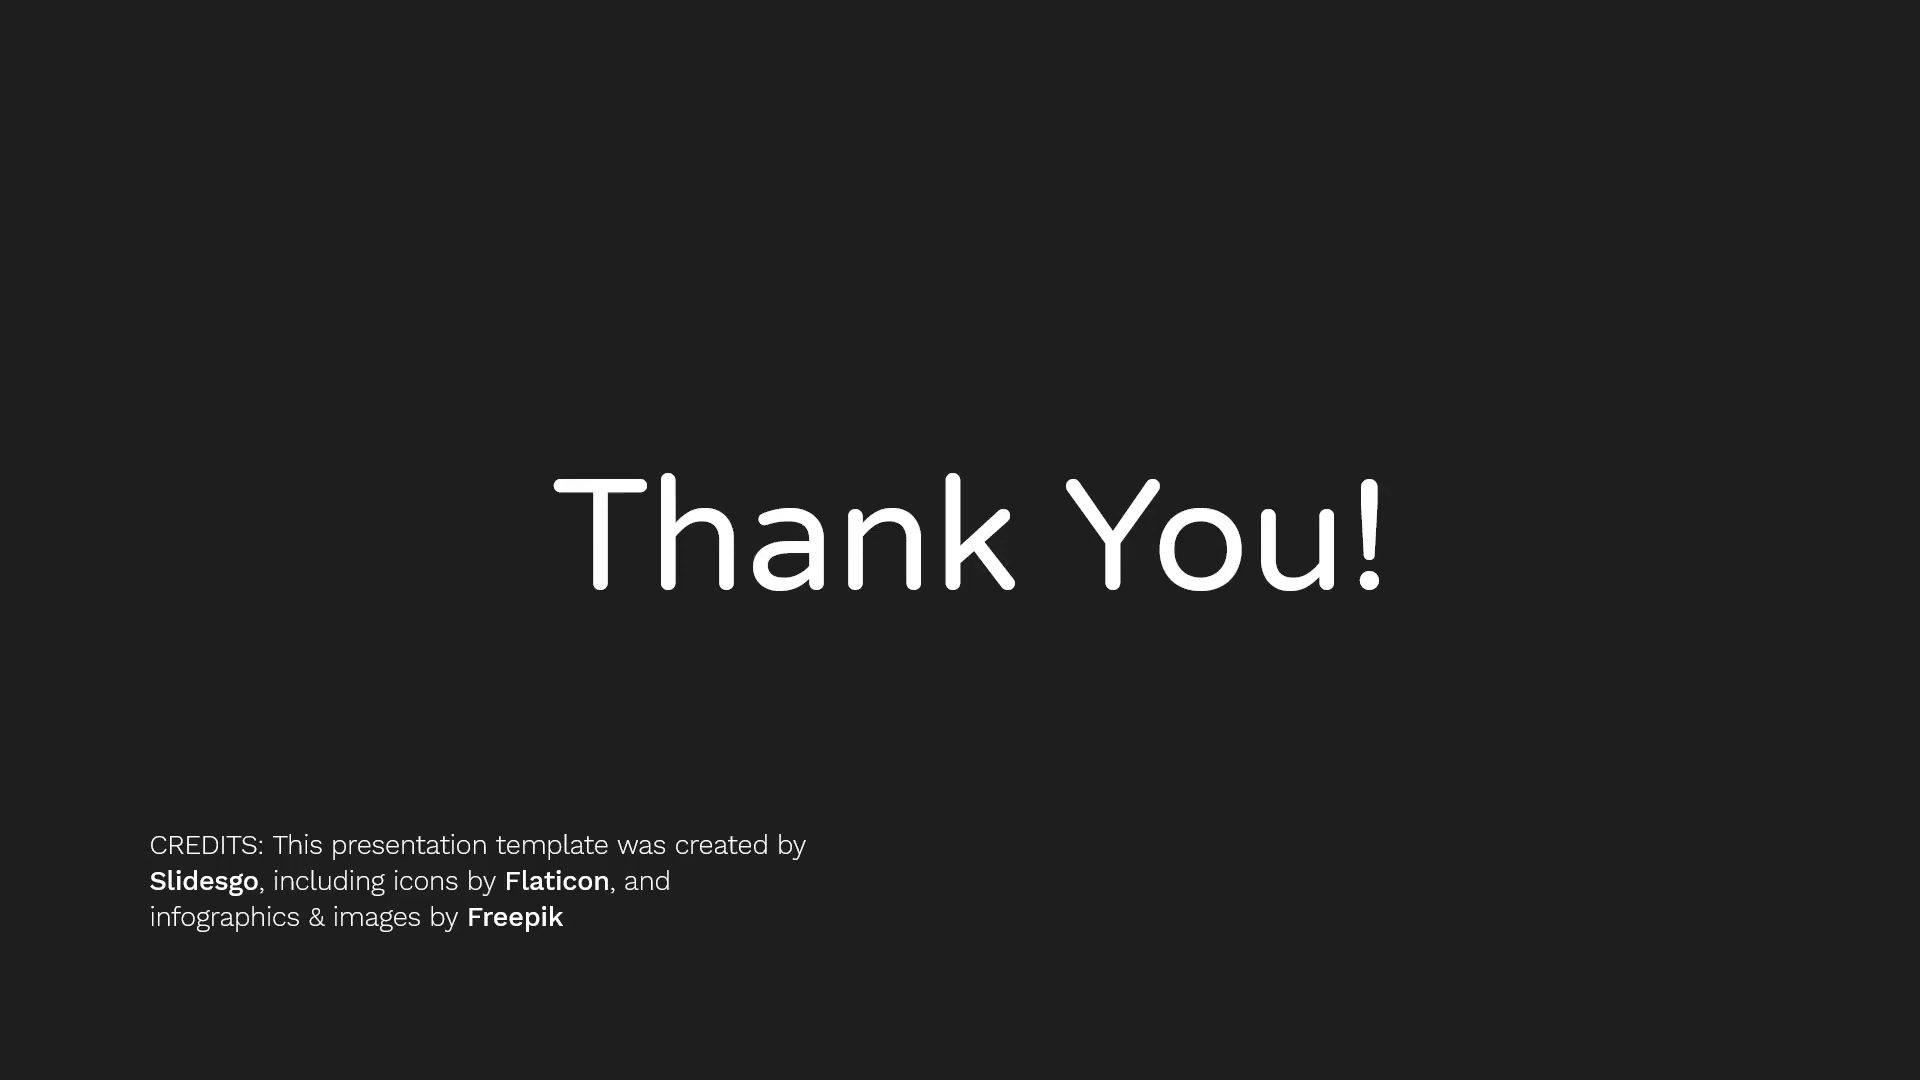 Thank You!
CREDITS: This presentation template was created by
Slidesgo, including icons by Flaticon, and
infographics & images by Freepik